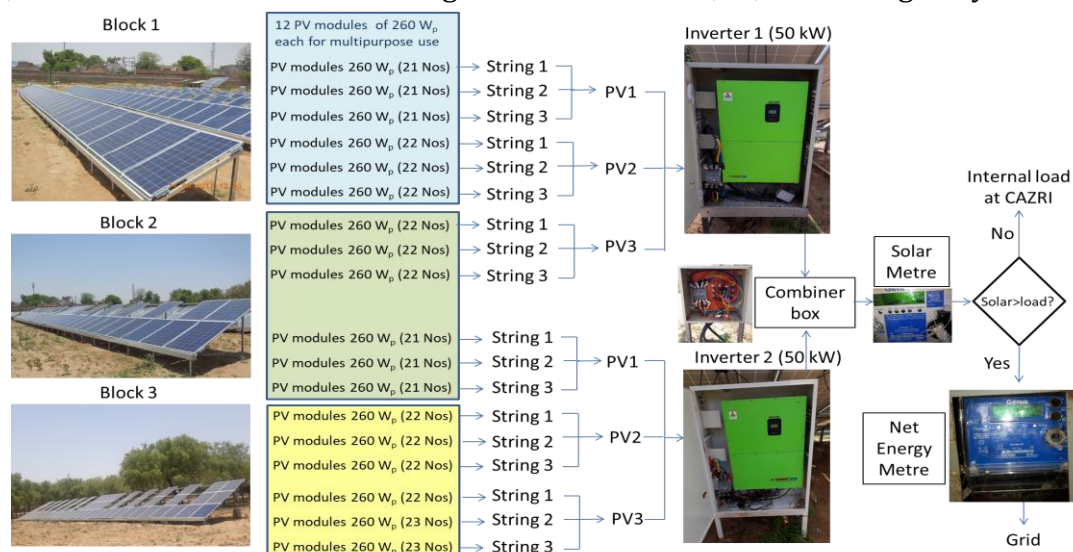 Block 1
12 PV modules of 260 Wp
each for multipurpose use
PV modules 260 Wp (21 Nos) String 1
PV modules 260 Wp (21 Nos) String 2
PV modules 260 Wp (21 Nos) String 3
PV1
PV modules 260 Wp (22 Nos) String 1
PV modules 260 Wp (22 Nos) String 2
PV modules 260 Wp (22 Nos) String 3
PV2
Inverter 1 (50 kW)
Block 2
PV modules 260 Wp (22 Nos) String 1
PV modules 260 Wp (22 Nos) String 2
PV modules 260 Wp (22 Nos) String 3
PV3
PV modules 260 Wp (21 Nos) String 1
PV modules 260 Wp (21 Nos) String 2
PV modules 260 Wp (21 Nos) String 3
PV1
Block 3
PV modules 260 Wp (22 Nos) String 1
PV modules 260 Wp (22 Nos) String 2
PV modules 260 Wp (22 Nos) String 3
PV2
PV modules 260 Wp (22 Nos) String 1
PV modules 260 Wp (23 Nos) String 2
PV modules 260 Wp (23 Nos) String 3
PV3
Inverter 2 (50 kW)
Combiner
box
Solar
Metre
Internal load
at CAZRI
No
Solar>load?
Yes
Net
Energy
Metre
Genus
Grid